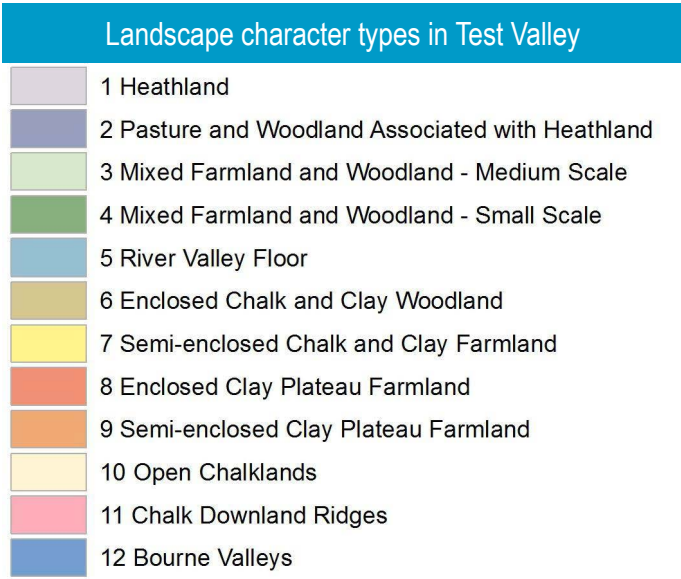 Landscape character types in Test Valley
1 Heathland
2 Pasture and Woodland Associated with Heathland
3 Mixed Farmland and Woodland - Medium Scale
4 Mixed Farmland and Woodland - Small Scale
5 River Valley Floor
6 Enclosed Chalk and Clay Woodland
7 Semi-enclosed Chalk and Clay Farmland
8 Enclosed Clay Plateau Farmland
9 Semi-enclosed Clay Plateau Farmland
10 Open Chalklands
11 Chalk Downland Ridges
12 Bourne Valleys